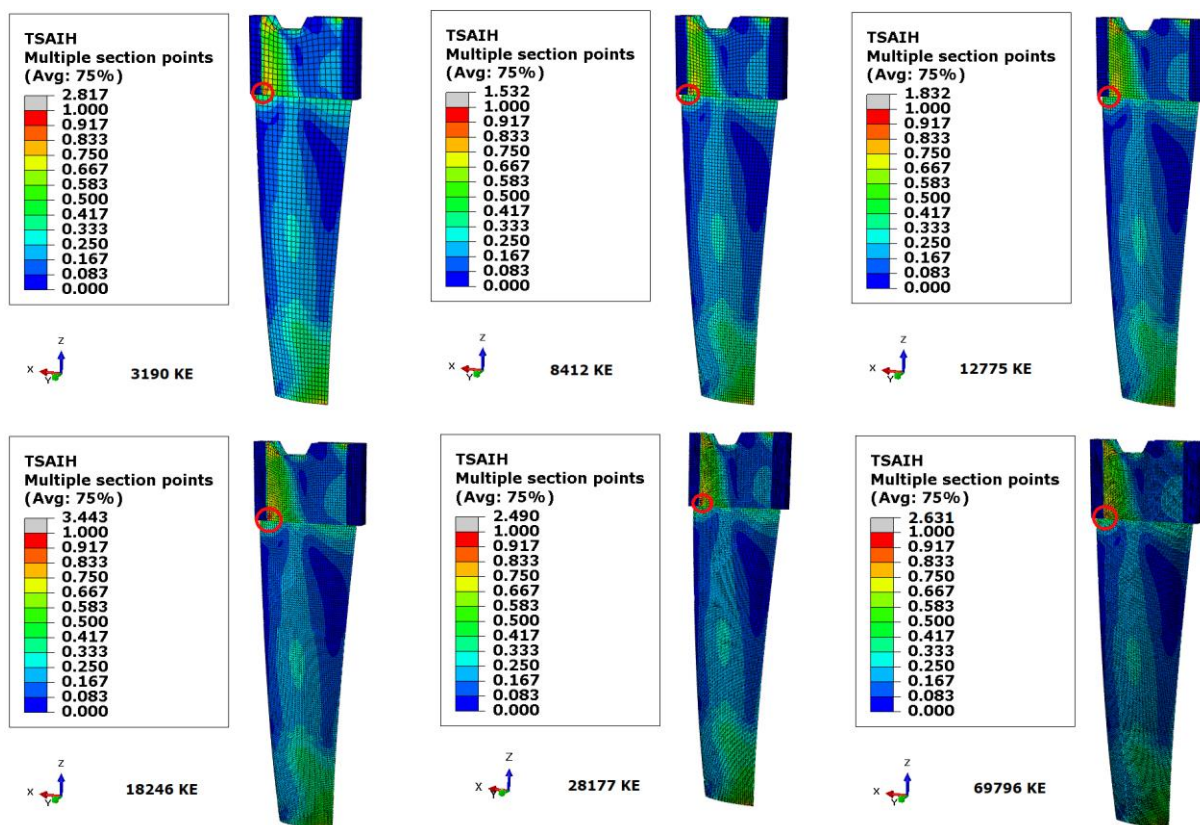 TSAIH
Multiple section points
(Avg: 75%)
2.817
1.000
0.917
0.833
0.750
0.667
0.583
0.500
0.417
0.333
0.250
0.167
0.083
0.000
Z
X
Y
3190 KE
TSAIH
Multiple section points
(Avg: 75%)
1.532
1.000
0.917
0.833
0.750
0.667
0.583
0.500
0.417
0.333
0.250
0.167
0.083
0.000
Z
X
Y
8412 KE
TSAIH
Multiple section points
(Avg: 75%)
1.832
1.000
0.917
0.833
0.750
0.667
0.583
0.500
0.417
0.333
0.250
0.167
0.083
0.000
Z
X
Y
12775 KE
TSAIH
Multiple section points
(Avg: 75%)
3.443
1.000
0.917
0.833
0.750
0.667
0.583
0.500
0.417
0.333
0.250
0.167
0.083
0.000
Z
X
Y
18246 KE
TSAIH
Multiple section points
(Avg: 75%)
2.490
1.000
0.917
0.833
0.750
0.667
0.583
0.500
0.417
0.333
0.250
0.167
0.083
0.000
Z
X
Y
28177 KE
TSAIH
Multiple section points
(Avg: 75%)
2.631
1.000
0.917
0.833
0.750
0.667
0.583
0.500
0.417
0.333
0.250
0.167
0.083
0.000
Z
X
Y
69796 KE